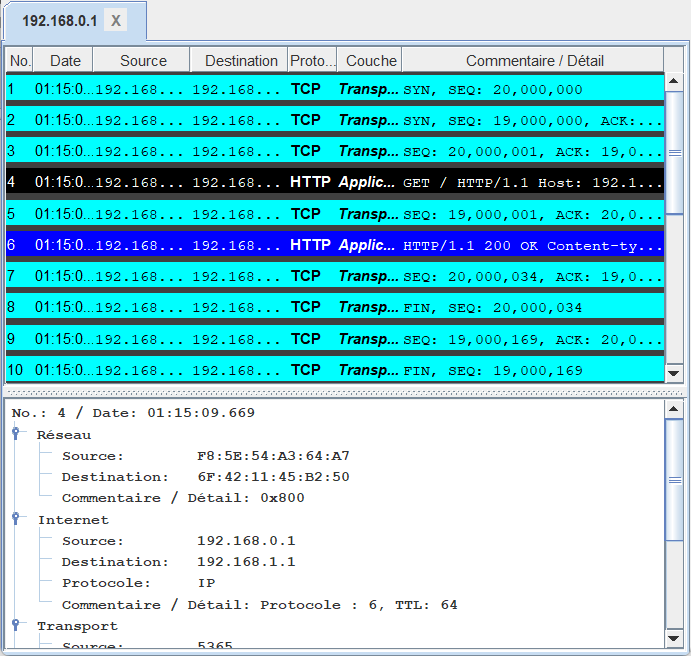 192.168.0.1 X
No. Date Source Destination Proto... Couche Commentaire / Détail
1 01:15:0... 192.168... 192.168... TCP Transp... SYN, SEQ: 20,000,000
2 01:15:0... 192.168... 192.168... TCP Transp... SYN, SEQ: 19,000,000, ACK:...
3 01:15:0... 192.168... 192.168... TCP Transp... SEQ: 20,000,001, ACK: 19,0...
4 01:15:0... 192.168... 192.168... HTTP Applic... GET / HTTP/1.1 Host: 192.1...
5 01:15:0... 192.168... 192.168... TCP Transp... SEQ: 19,000,001, ACK: 20,0...
6 01:15:0... 192.168... 192.168... HTTP Applic... HTTP/1.1 200 OK Content-ty...
7 01:15:0... 192.168... 192.168... TCP Transp... SEQ: 20,000,034, ACK: 19,0...
8 01:15:0... 192.168... 192.168... TCP Transp... FIN, SEQ: 20,000,034
9 01:15:0... 192.168... 192.168... TCP Transp... SEQ: 19,000,169, ACK: 20,0...
10 01:15:0... 192.168... 192.168... TCP Transp... FIN, SEQ: 19,000,169
No.: 4 / Date: 01:15:09.669
Réseau
Source: F8:5E:54:A3:64:A7
Destination: 6F:42:11:45:B2:50
Commentaire / Détail: 0x800
Internet
Source: 192.168.0.1
Destination: 192.168.1.1
Protocole: IP
Commentaire / Détail: Protocole : 6, TTL: 64
Transport
Source: 5365